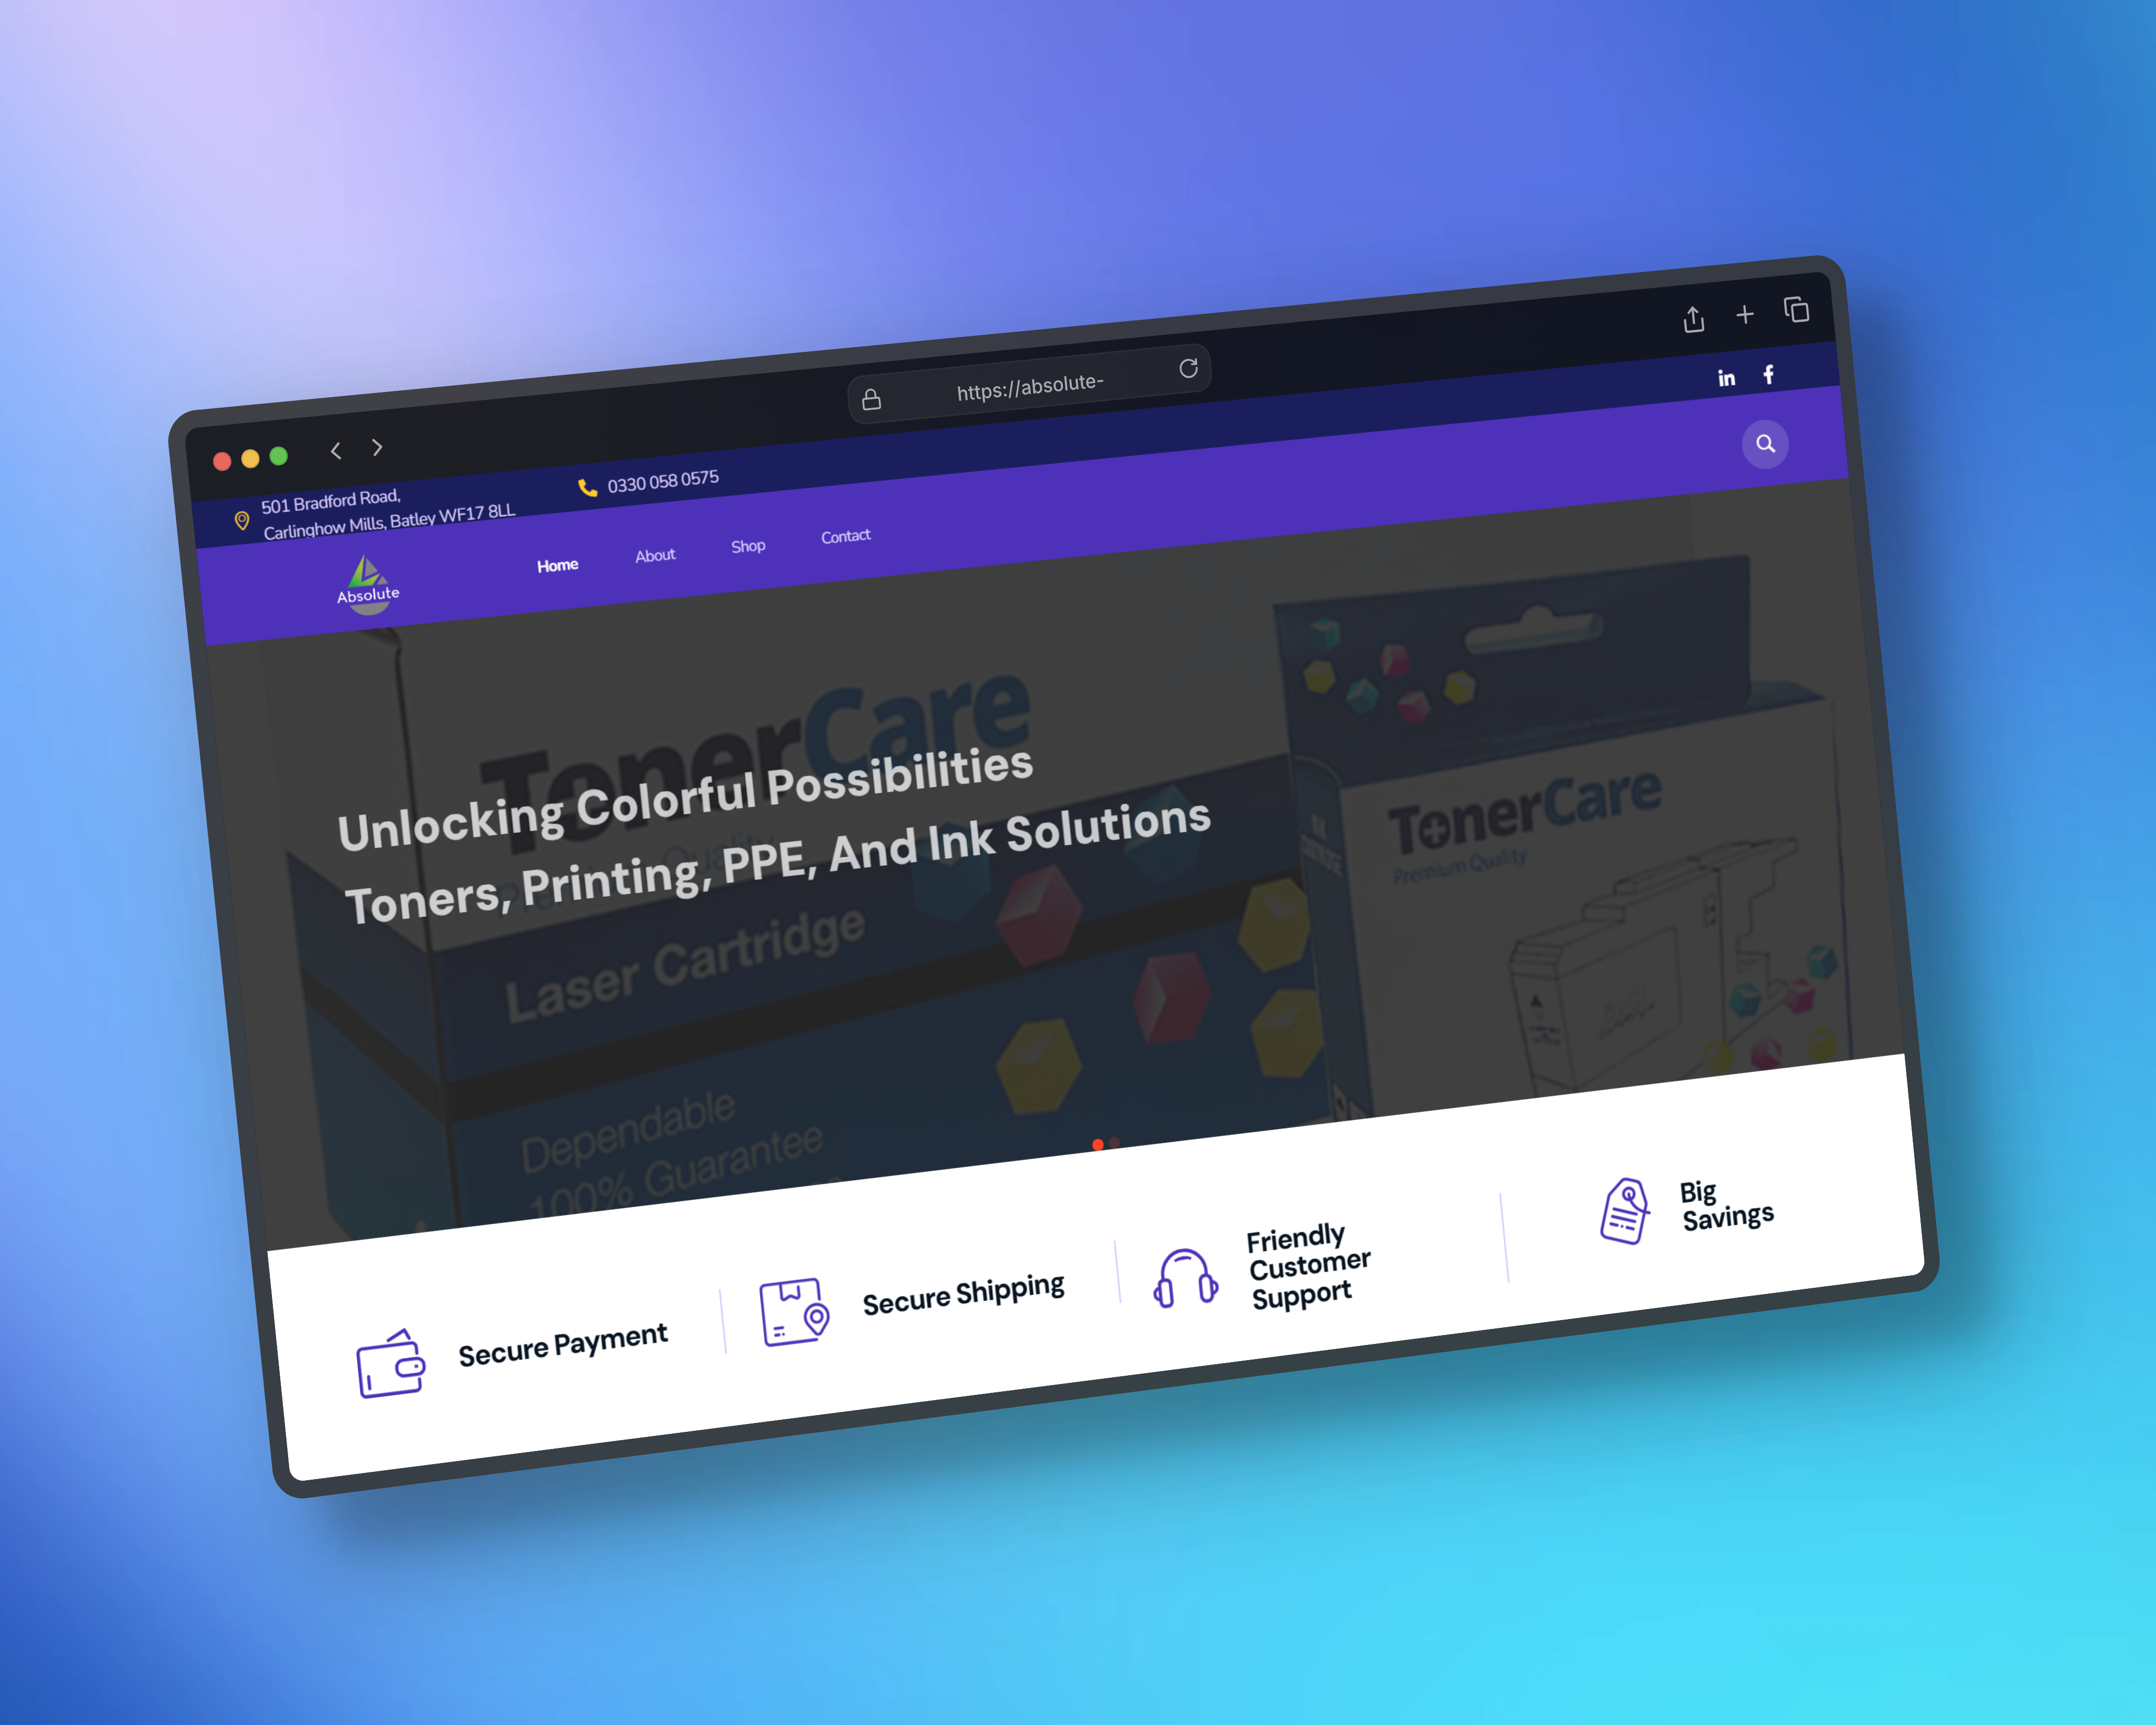 https://absolute-
501 Bradford Road,
Carlinghow Mills, Batley WF17 8LL
0330 058 0575
Absolute
Home
About
Shop
Contact
TonerCare
Unlocking Colorful Possibilities
Toners, Printing, PPE, And Ink Solutions
Laser Cartridge
Dependable
100% Guarantee
TonerCare
Premium Quality
Secure Payment
Secure Shipping
Friendly
Customer
Support
Big
Savings